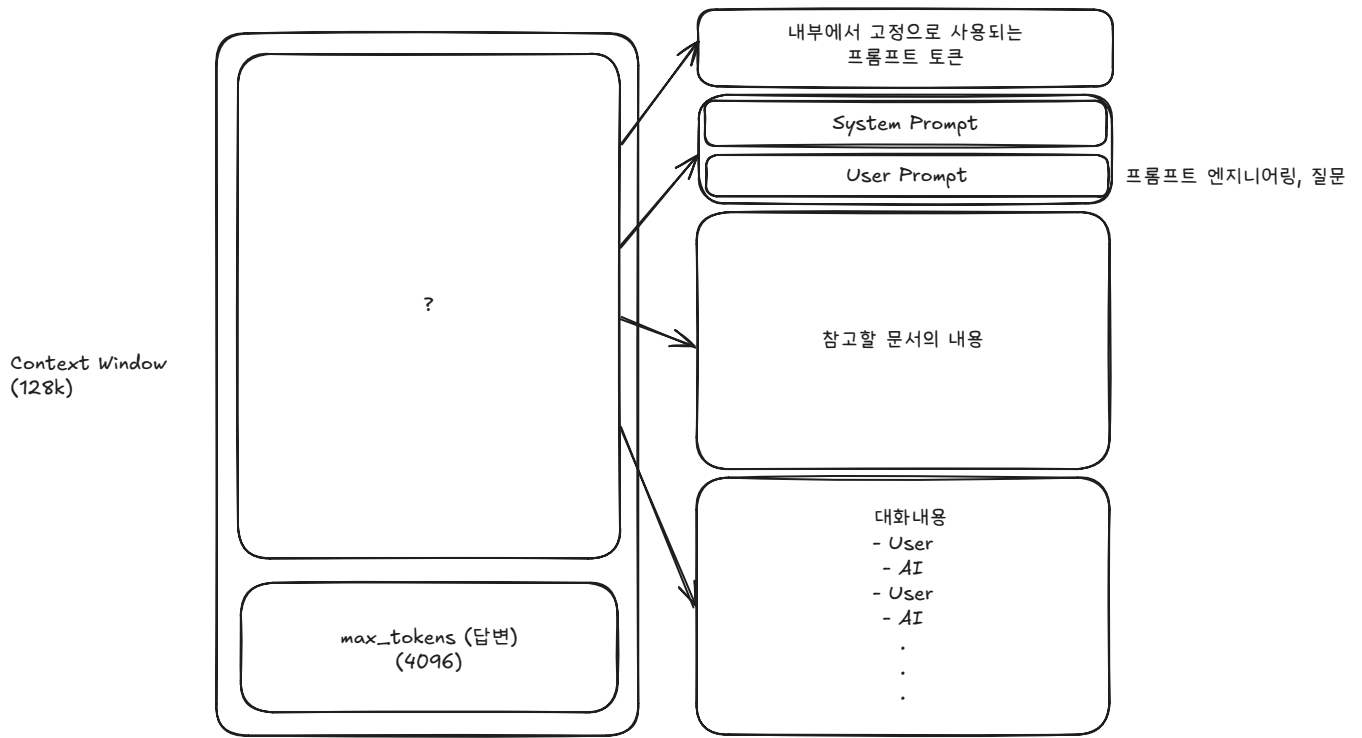 내부에서 고정으로 사용되는
프롬프트 토큰
System Prompt
User Prompt
프롬프트 엔지니어링, 질문
?
참고할 문서의 내용
Context Window
(128k)
대화내용
- User
- AI
- User
- AI
.
.
.
max_tokens (답변)
(4096)